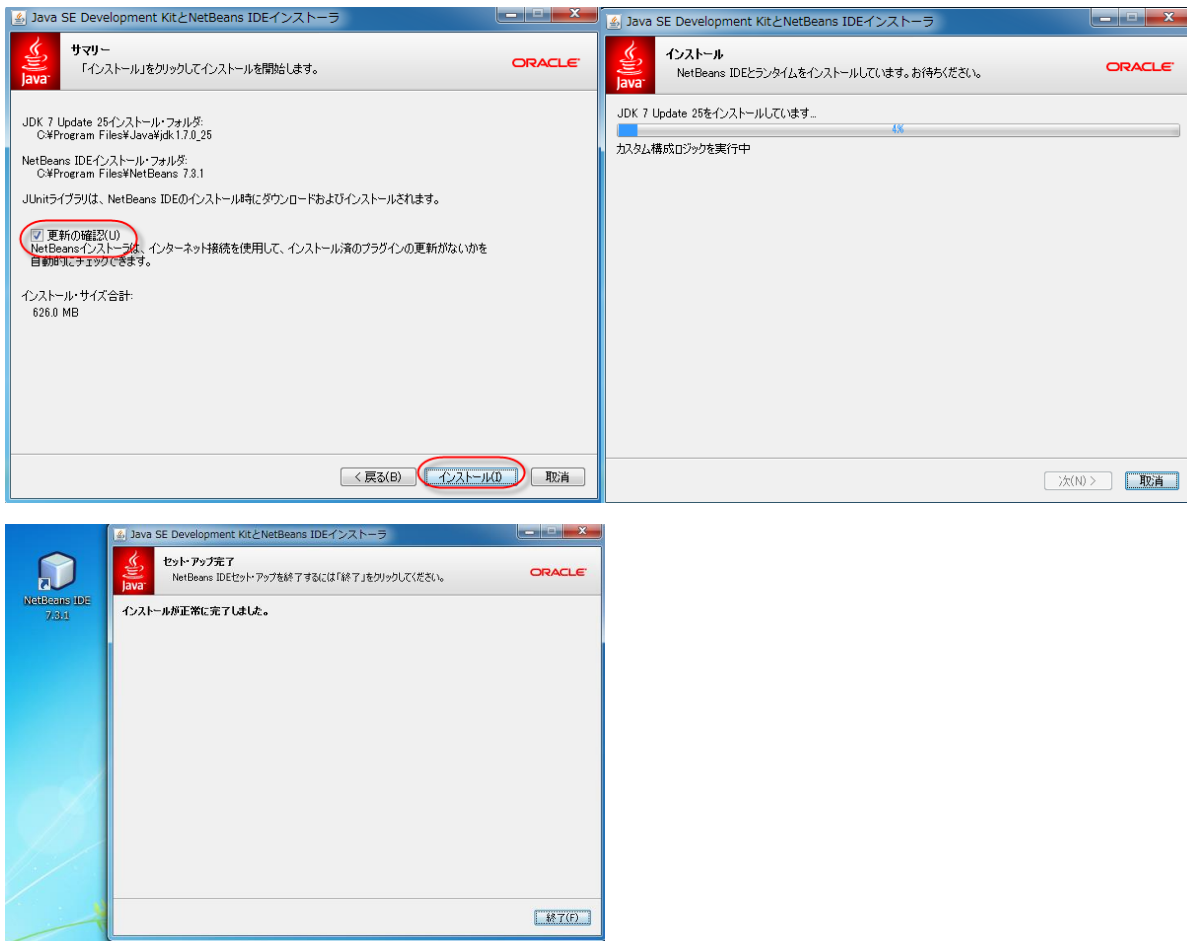 Java SE Development KitとNetBeans IDEインストーラ
サマリー
「インストール」をクリックしてインストールを開始します。
Java
ORACLE
JDK 7 Update 25インストール・フォルダ:
C:¥Program Files¥Java¥jdk1.7.0_25
NetBeans IDEインストール・フォルダ:
C:¥Program Files¥NetBeans 7.3.1
JUnitライブラリは、NetBeans IDEのインストール時にダウンロードおよびインストールされます。
更新の確認(U)
NetBeansインストーラは、インターネット接続を使用して、インストール済のプラグインの更新がないかを
自動的にチェックできます。
インストール・サイズ合計:
626.0 MB
< 戻る(B)
インストール(I)
取消
Java SE Development KitとNetBeans IDEインストーラ
インストール
NetBeans IDEとランタイムをインストールしています。お待ちください。
Java
ORACLE
JDK 7 Update 25をインストールしています...
4%
カスタム構成ロジックを実行中
次(N) >
取消
NetBeans IDE
7.3.1
Java SE Development KitとNetBeans IDEインストーラ
セット・アップ完了
NetBeans IDEセット・アップを終了するには「終了」をクリックしてください。
Java
ORACLE
インストールが正常に完了しました。
終了(F)